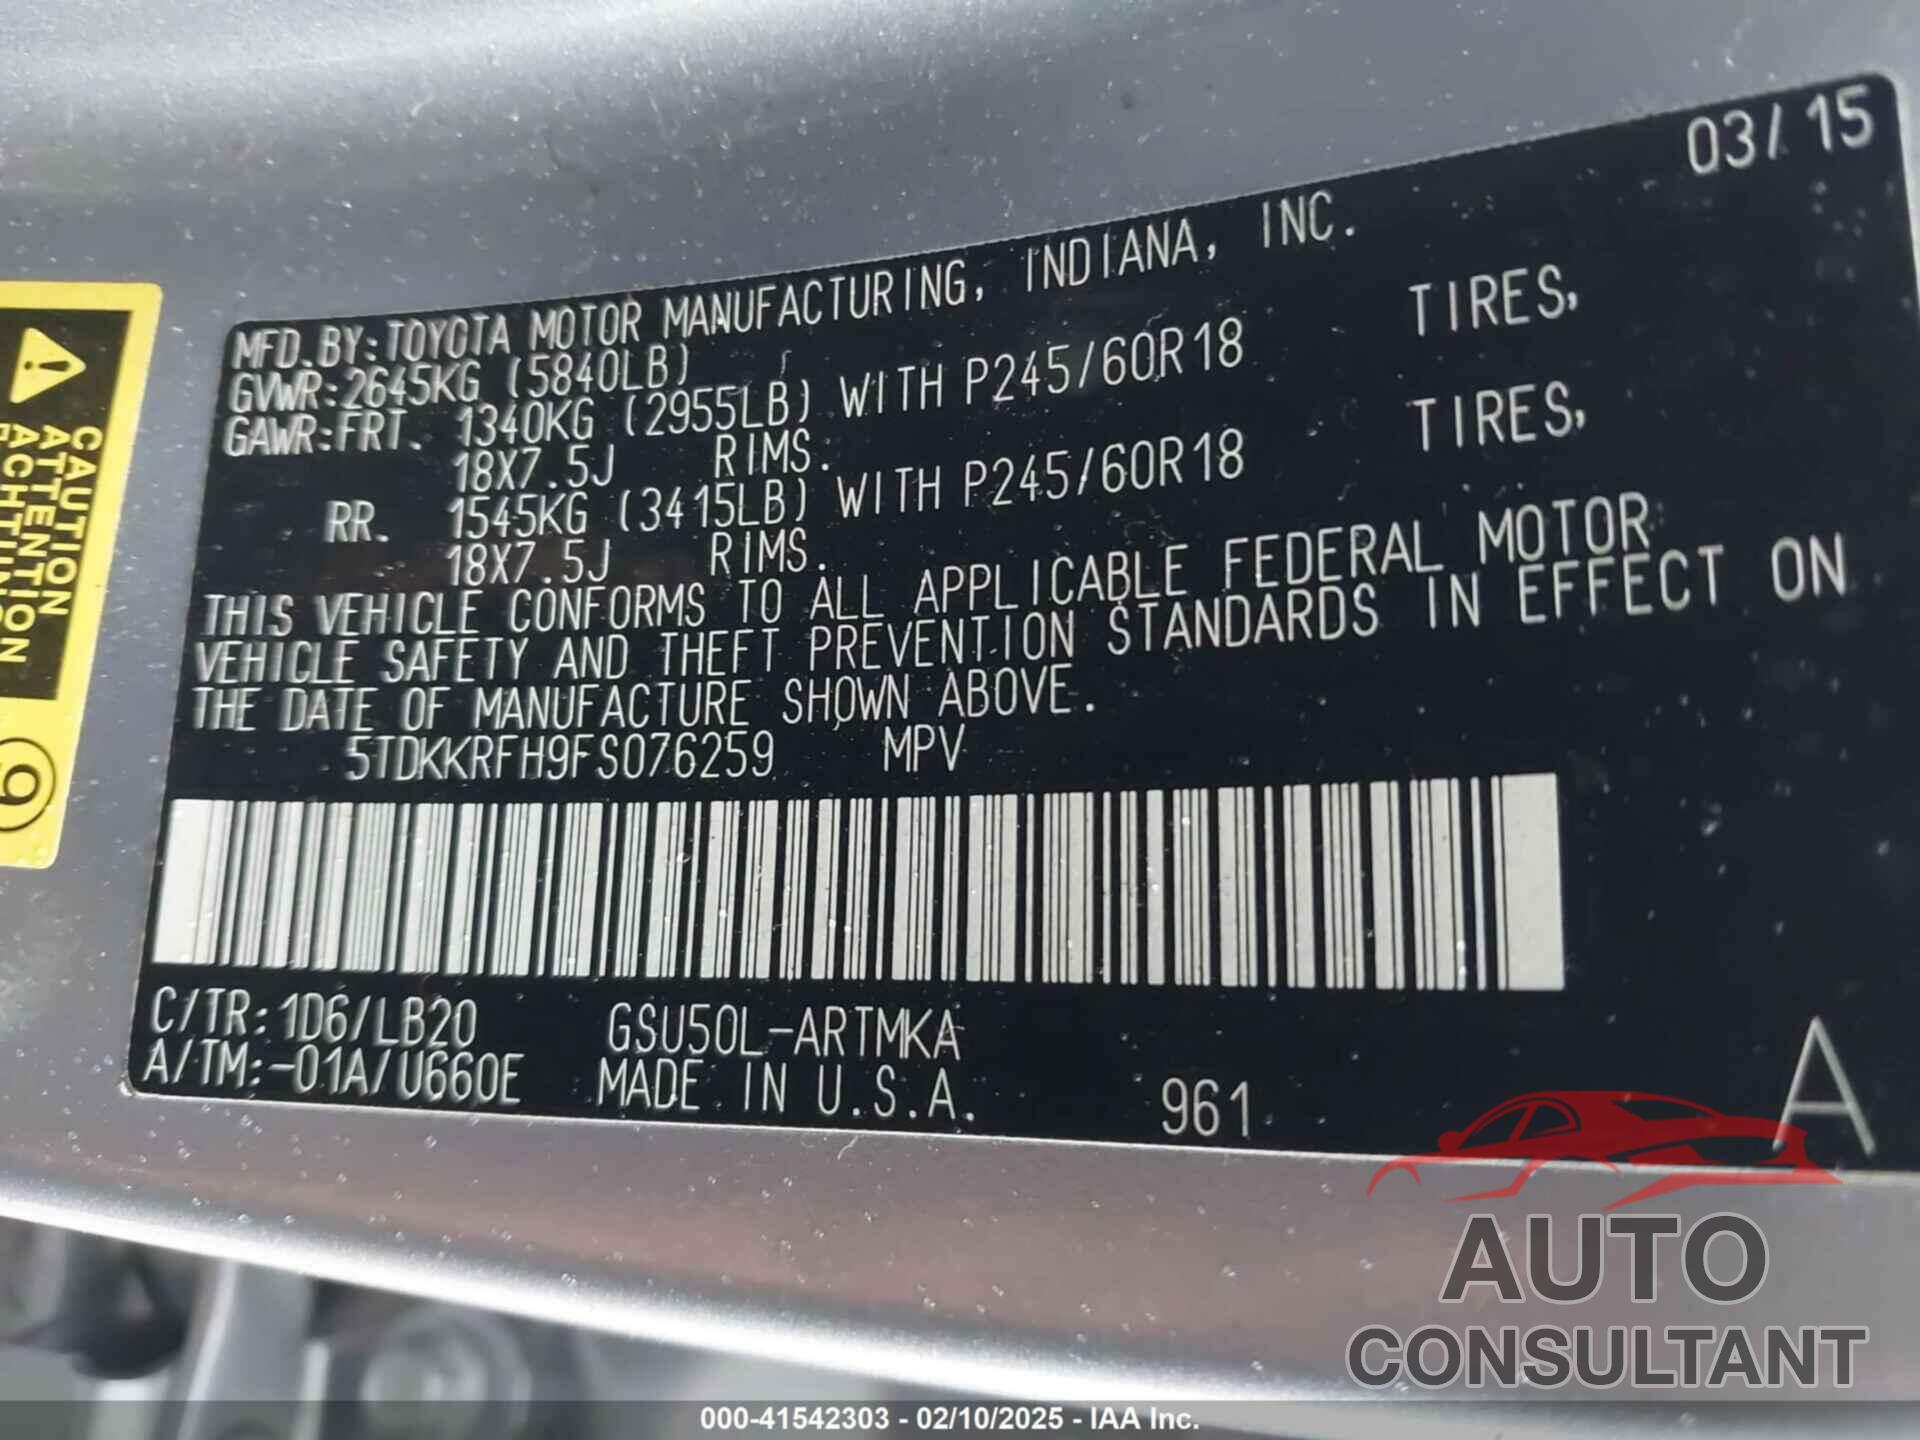 03/15
MFD.BY:TOYOTA MOTOR MANUFACTURING, INDIANA, INC.
GVWR:2645KG (5840LB)
GAWR:FRT. 1340KG (2955LB) WITH P245/60R18 TIRES,
18X7.5J RIMS.
RR. 1545KG (3415LB) WITH P245/60R18 TIRES,
18X7.5J RIMS.
THIS VEHICLE CONFORMS TO ALL APPLICABLE FEDERAL MOTOR
VEHICLE SAFETY AND THEFT PREVENTION STANDARDS IN EFFECT ON
THE DATE OF MANUFACTURE SHOWN ABOVE.
5TDKKRFH9FS076259 MPV
C/TR:1D6/LB20 GSU50L-ARTMKA
A/TM:-01A/U660E MADE IN U.S.A. 961
A
CAUTION
ATTENTION
9
AUTO
CONSULTANT
000-41542303 - 02/10/2025 - IAA Inc.